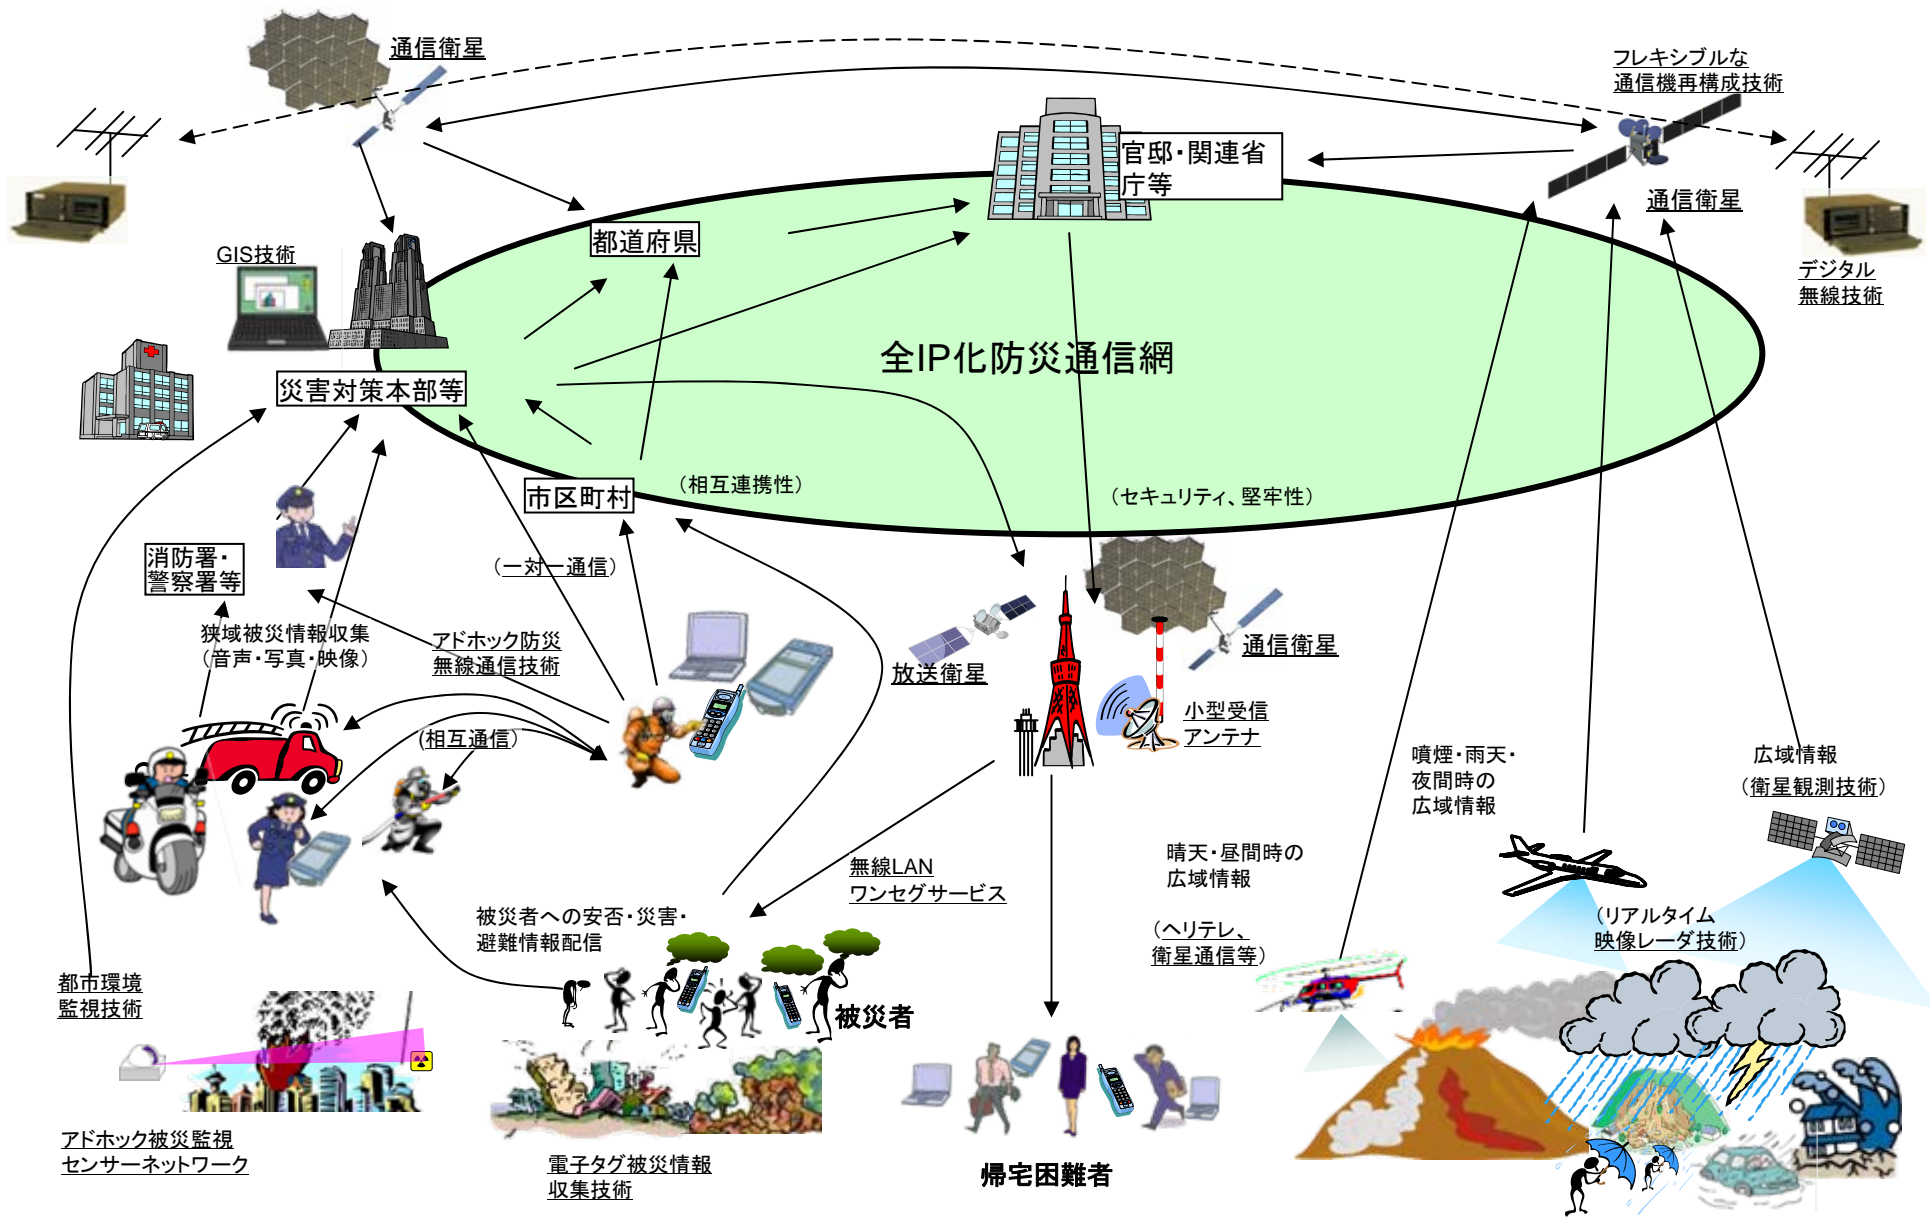 通信衛星
フレキシブルな
通信機再構成技術
官邸・関連省
庁等
通信衛星
都道府県
GIS技術
デジタル
無線技術
全IP化防災通信網
災害対策本部等
市区町村
(相互連携性)
(セキュリティ、堅牢性)
消防署・
警察署等
(一対一通信)
狭域被災情報収集
(音声・写真・映像)
アドホック防災
無線通信技術
放送衛星
通信衛星
小型受信
アンテナ
(相互通信)
噴煙・雨天・
夜間時の
広域情報
広域情報
(衛星観測技術)
晴天・昼間時の
広域情報
無線LAN
ワンセグサービス
被災者への安否・災害・
避難情報配信
(ヘリテレ、
衛星通信等)
(リアルタイム
映像レーダ技術)
都市環境
監視技術
被災者
アドホック被災監視
センサーネットワーク
電子タグ被災情報
収集技術
帰宅困難者